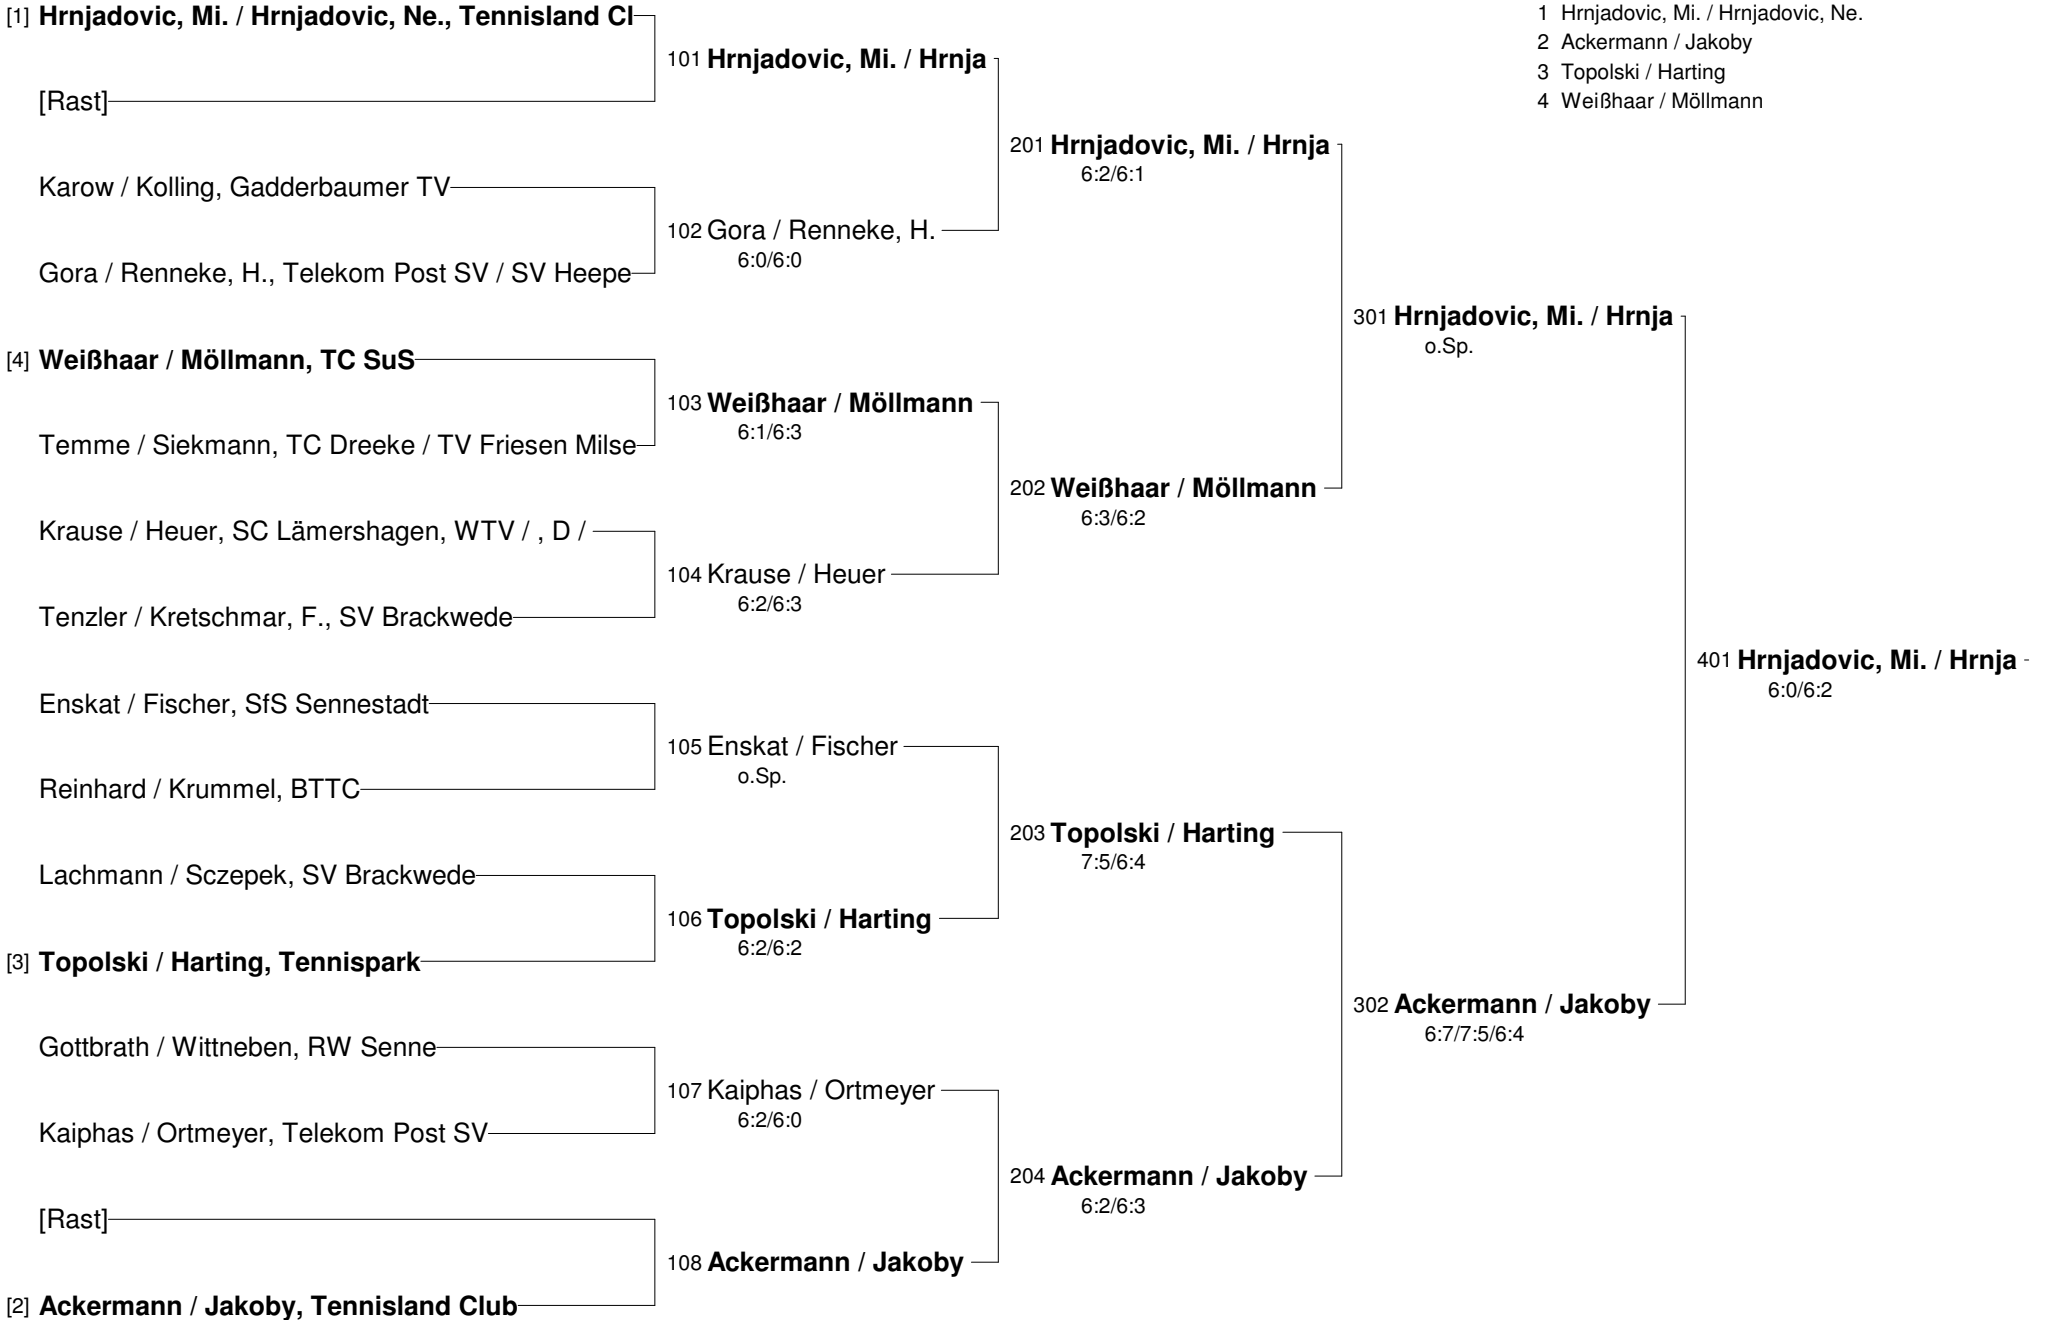 [1] Hrnjadovic, Mi. / Hrnjadovic, Ne., Tennisland Cl
[Rast]
Karow / Kolling, Gadderbaumer TV
Gora / Renneke, H., Telekom Post SV / SV Heepe
[4] Weißhaar / Möllmann, TC SuS
Temme / Siekmann, TC Dreeke / TV Friesen Milse
Krause / Heuer, SC Lämershagen, WTV / , D /
Tenzler / Kretschmar, F., SV Brackwede
Enskat / Fischer, SfS Sennestadt
Reinhard / Krummel, BTTC
Lachmann / Sczepek, SV Brackwede
[3] Topolski / Harting, Tennispark
Gottbrath / Wittneben, RW Senne
Kaiphas / Ortmeyer, Telekom Post SV
[Rast]
[2] Ackermann / Jakoby, Tennisland Club
101 Hrnjadovic, Mi. / Hrnja
102 Gora / Renneke, H.
6:0/6:0
103 Weißhaar / Möllmann
6:1/6:3
104 Krause / Heuer
6:2/6:3
105 Enskat / Fischer
o.Sp.
106 Topolski / Harting
6:2/6:2
107 Kaiphas / Ortmeyer
6:2/6:0
108 Ackermann / Jakoby
201 Hrnjadovic, Mi. / Hrnja
6:2/6:1
202 Weißhaar / Möllmann
6:3/6:2
203 Topolski / Harting
7:5/6:4
204 Ackermann / Jakoby
6:2/6:3
301 Hrnjadovic, Mi. / Hrnja
o.Sp.
302 Ackermann / Jakoby
6:7/7:5/6:4
401 Hrnjadovic, Mi. / Hrnja
6:0/6:2
1 Hrnjadovic, Mi. / Hrnjadovic, Ne.
2 Ackermann / Jakoby
3 Topolski / Harting
4 Weißhaar / Möllmann